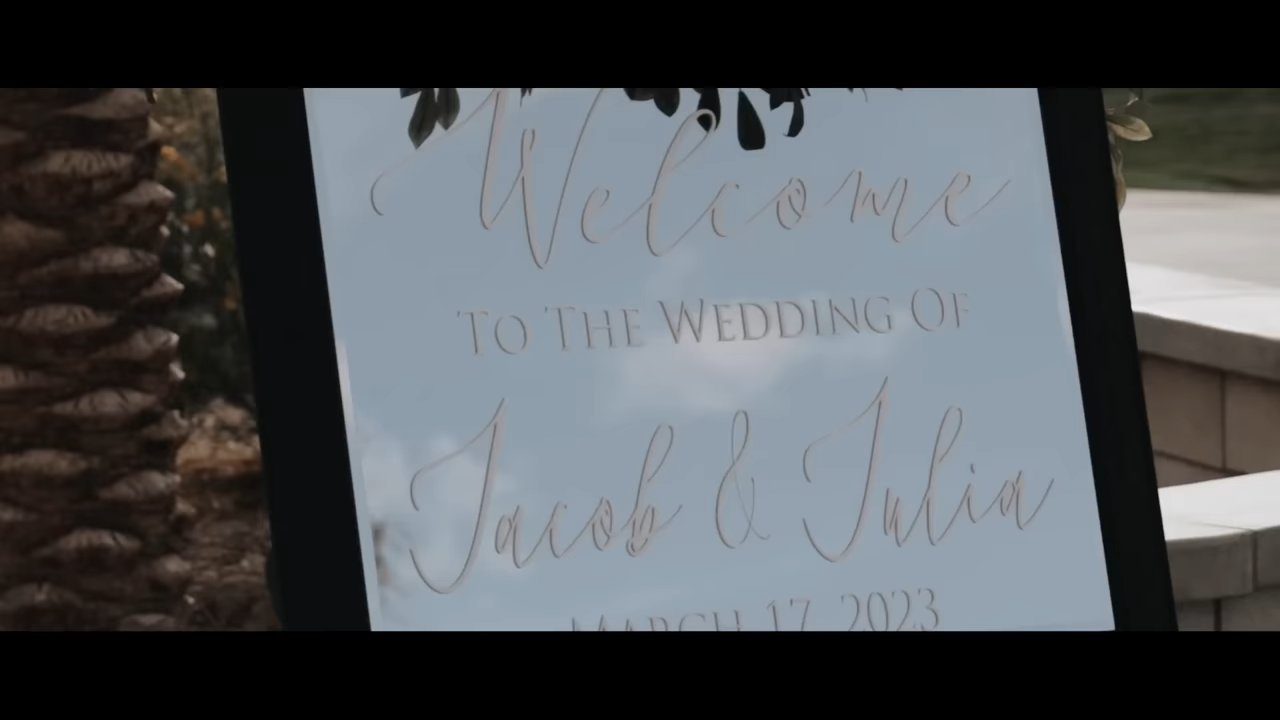 Welcome
TO THE WEDDING OF
Jacob & Julia
MARCH 17, 2023